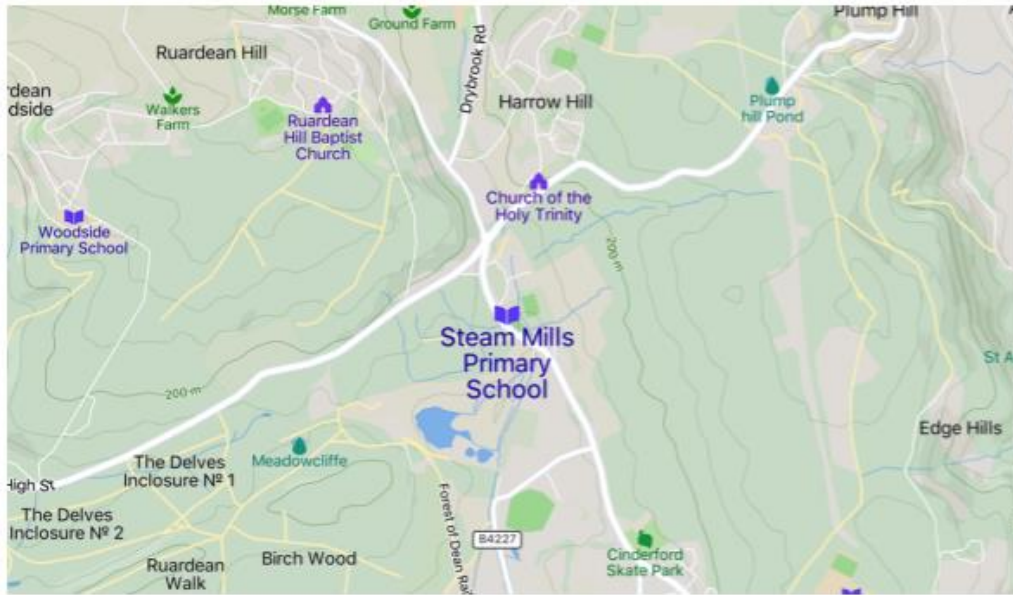 Morse Farm
Ground Farm
Plump Hill
Ruardean Hill
Drybrook Rd
rdean
dside
Walkers
Farm
Harrow Hill
Plump
hill Pond
Ruardean
Hill Baptist
Church
Church of the
Holy Trinity
Woodside
Primary School
200 m
Steam Mills
Primary
School
St A
200 m
Edge Hills
The Delves
Inclosure Nº 1
Meadowcliffe
High St
The Delves
Inclosure Nº 2
Forest of Dean Rail
B4227
Birch Wood
Cinderford
Skate Park
Ruardean
Walk